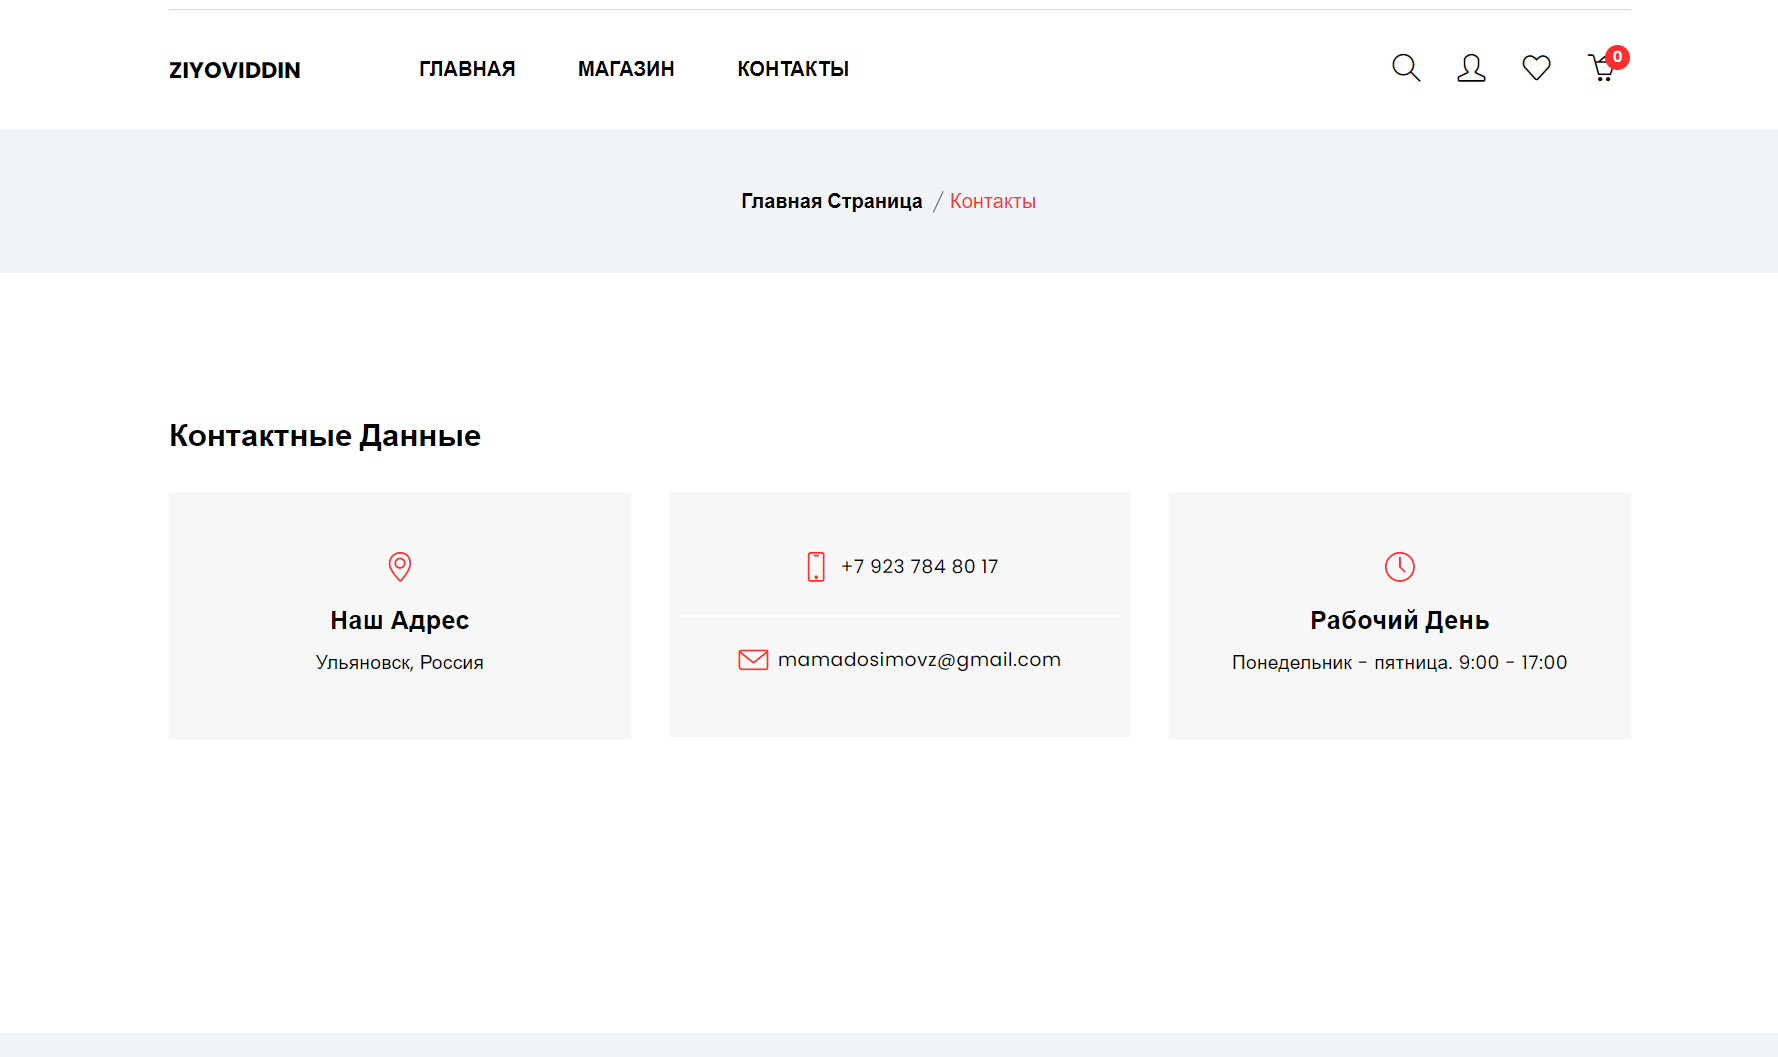 ZIYOVIDDIN ГЛАВНАЯ МАГАЗИН КОНТАКТЫ 0
Главная Страница / Контакты
Контактные Данные
Наш Адрес
Ульяновск, Россия
+7 923 784 80 17
mamadosimovz@gmail.com
Рабочий День
Понедельник - пятница. 9:00 - 17:00